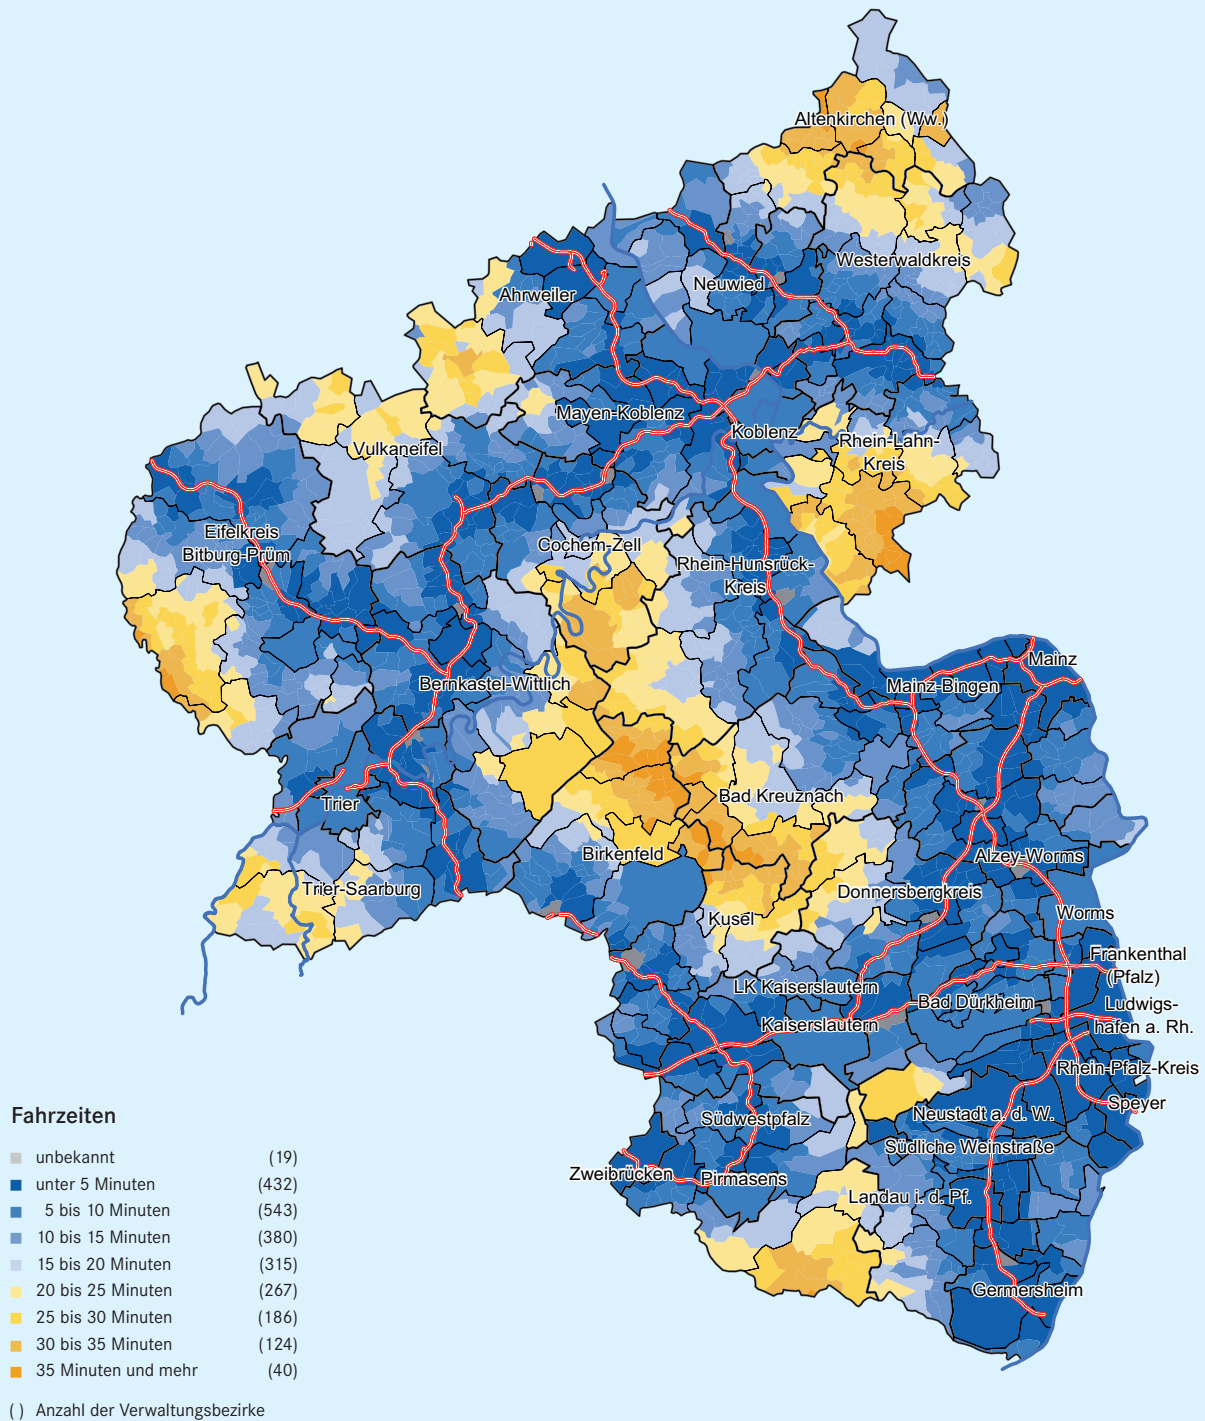 Altenkirchen (Ww.)
Westerwaldkreis
Neuwied
Ahrweiler
Mayen-Koblenz
Koblenz
Rhein-Lahn-
Kreis
Vulkaneifel
Eifelkreis
Bitburg-Prüm
Cochem-Zell
Rhein-Hunsrück-
Kreis
Mainz
Mainz-Bingen
Bernkastel-Wittlich
Bad Kreuznach
Trier
Birkenfeld
Alzey-Worms
Trier-Saarburg
Donnersbergkreis
Kusel
Worms
Frankenthal
(Pfalz)
LK Kaiserslautern
Bad Dürkheim
Ludwigs-
hafen a. Rh.
Kaiserslautern
Rhein-Pfalz-Kreis
Speyer
Neustadt a. d. W.
Südwestpfalz
Südliche Weinstraße
Zweibrücken
Pirmasens
Landau i. d. Pf.
Germersheim
Fahrzeiten
unbekannt (19)
unter 5 Minuten (432)
5 bis 10 Minuten (543)
10 bis 15 Minuten (380)
15 bis 20 Minuten (315)
20 bis 25 Minuten (267)
25 bis 30 Minuten (186)
30 bis 35 Minuten (124)
35 Minuten und mehr (40)
( ) Anzahl der Verwaltungsbezirke